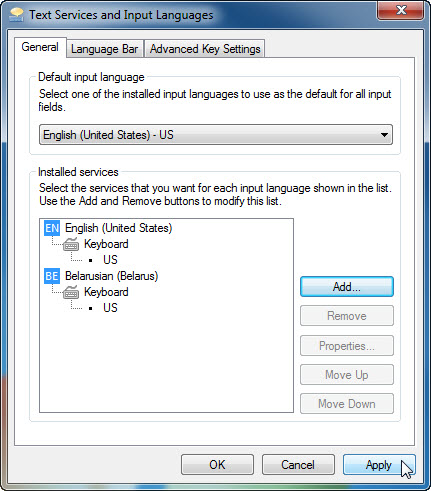 Text Services and Input Languages
General
Language Bar
Advanced Key Settings
Default input language
Select one of the installed input languages to use as the default for all input
fields.
English (United States) - US
Installed services
Select the services that you want for each input language shown in the list.
Use the Add and Remove buttons to modify this list.
EN English (United States)
Keyboard
• US
BE Belarusian (Belarus)
Keyboard
• US
Add...
Remove
Properties...
Move Up
Move Down
OK
Cancel
Apply